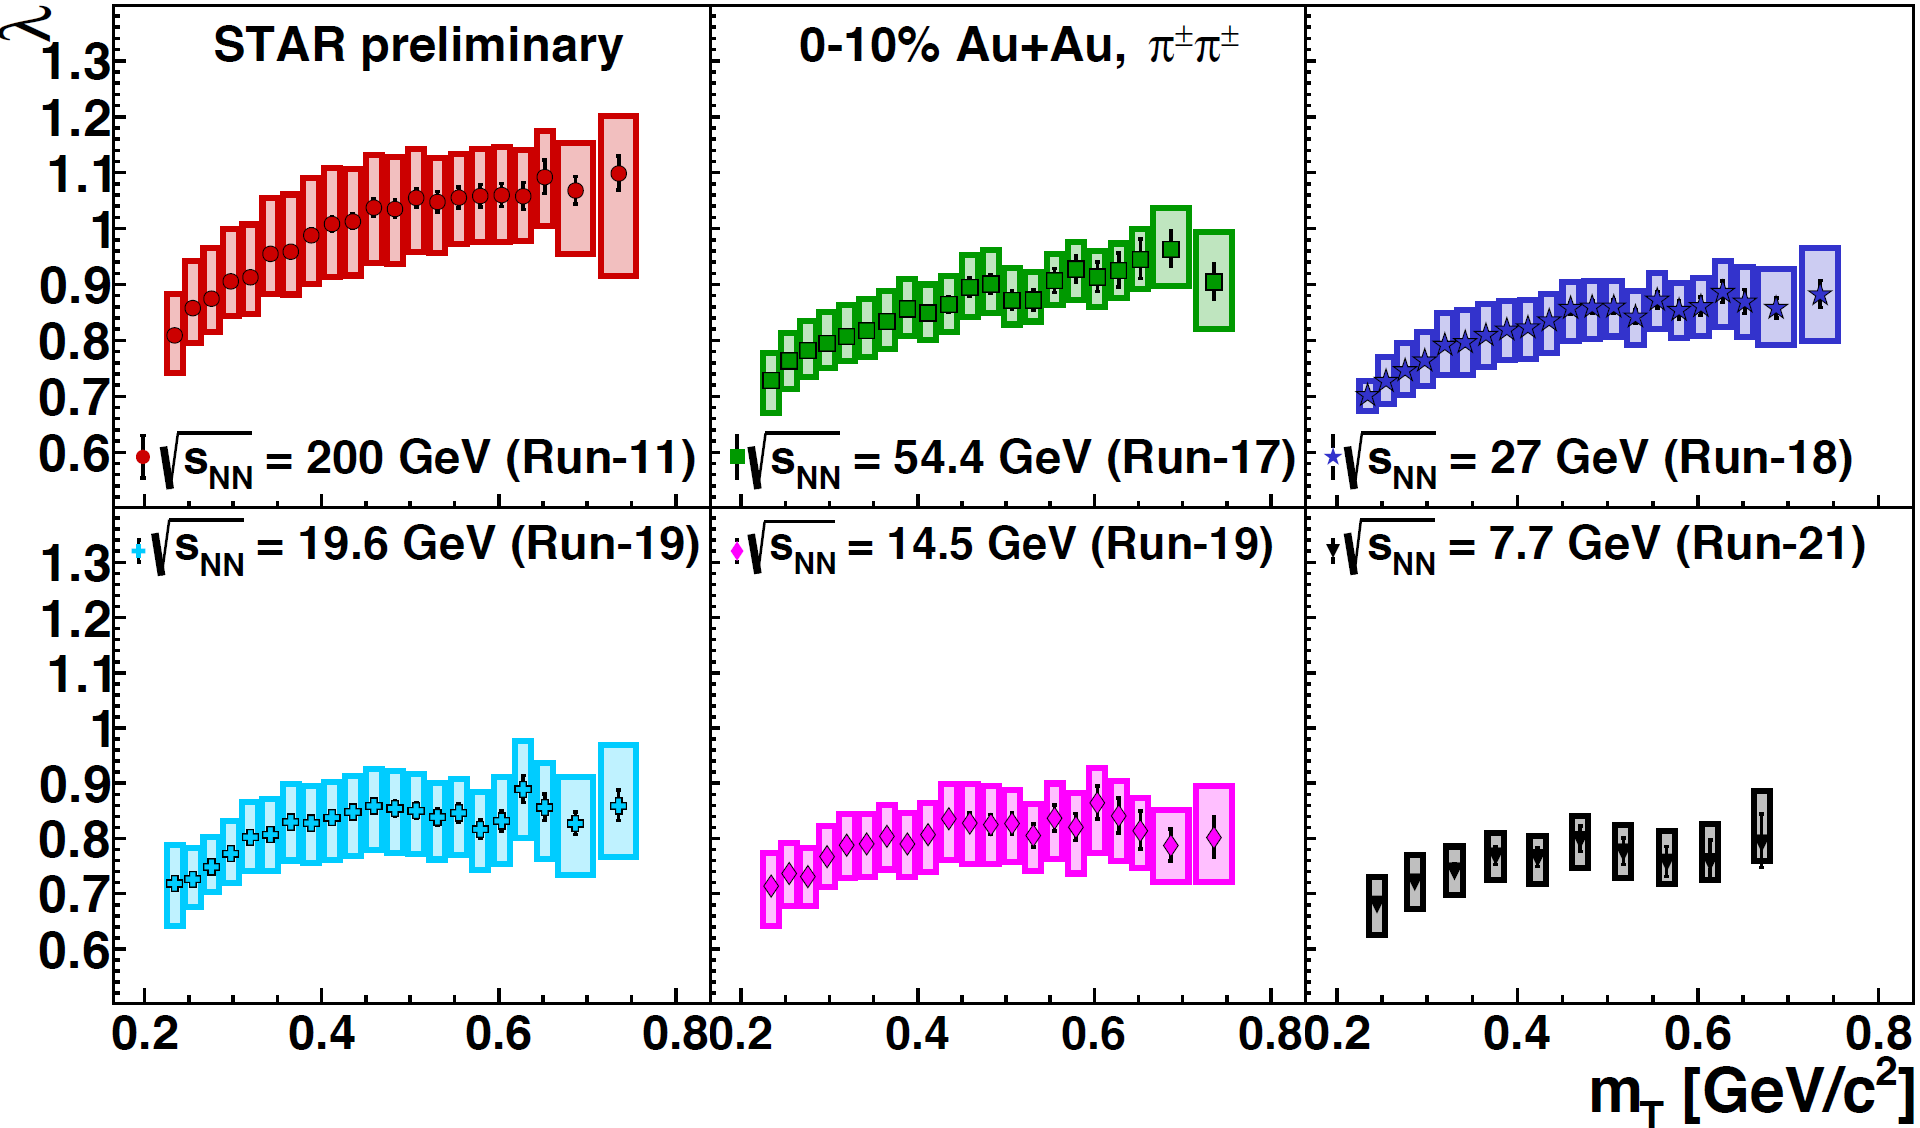 λ
STAR preliminary
0-10% Au+Au, π±π±
1.3
1.2
1.1
1
0.9
0.8
0.7
0.6
√sNN = 200 GeV (Run-11)
√sNN = 54.4 GeV (Run-17)
√sNN = 27 GeV (Run-18)
√sNN = 19.6 GeV (Run-19)
√sNN = 14.5 GeV (Run-19)
√sNN = 7.7 GeV (Run-21)
1.3
1.2
1.1
1
0.9
0.8
0.7
0.6
0.2 0.4 0.6 0.8 0.2 0.4 0.6 0.8 0.2 0.4 0.6 0.8
mT [GeV/c²]